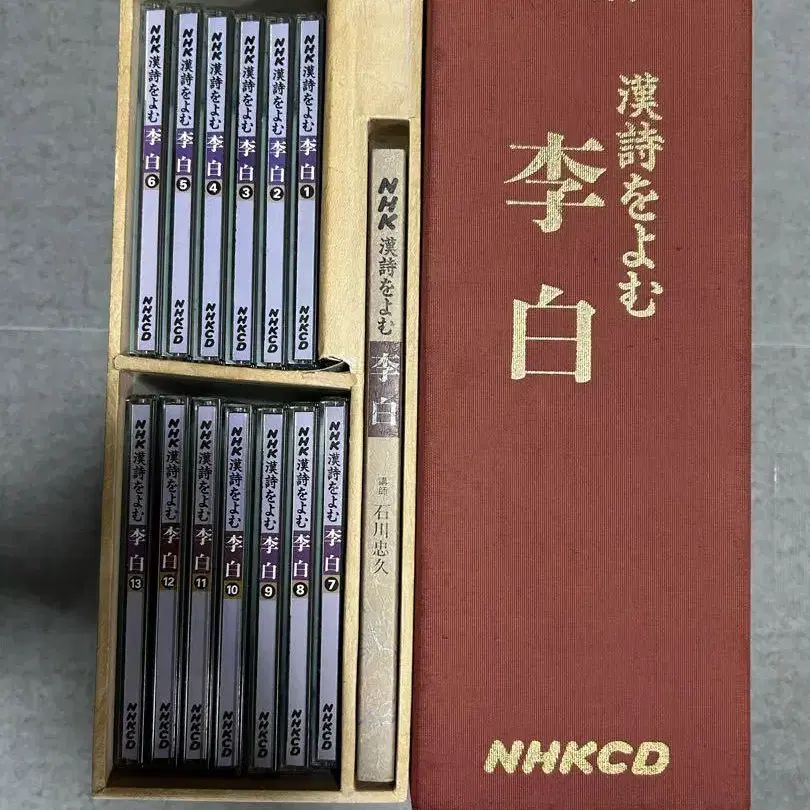 漢詩をよむ
李白
NHKCD
NHK 漢詩をよむ 李白 講師 石川忠久
NHK 漢詩をよむ 李白 1 NHKCD
NHK 漢詩をよむ 李白 2 NHKCD
NHK 漢詩をよむ 李白 3 NHKCD
NHK 漢詩をよむ 李白 4 NHKCD
NHK 漢詩をよむ 李白 5 NHKCD
NHK 漢詩をよむ 李白 6 NHKCD
NHK 漢詩をよむ 李白 7 NHKCD
NHK 漢詩をよむ 李白 8 NHKCD
NHK 漢詩をよむ 李白 9 NHKCD
NHK 漢詩をよむ 李白 10 NHKCD
NHK 漢詩をよむ 李白 11 NHKCD
NHK 漢詩をよむ 李白 12 NHKCD
NHK 漢詩をよむ 李白 13 NHKCD